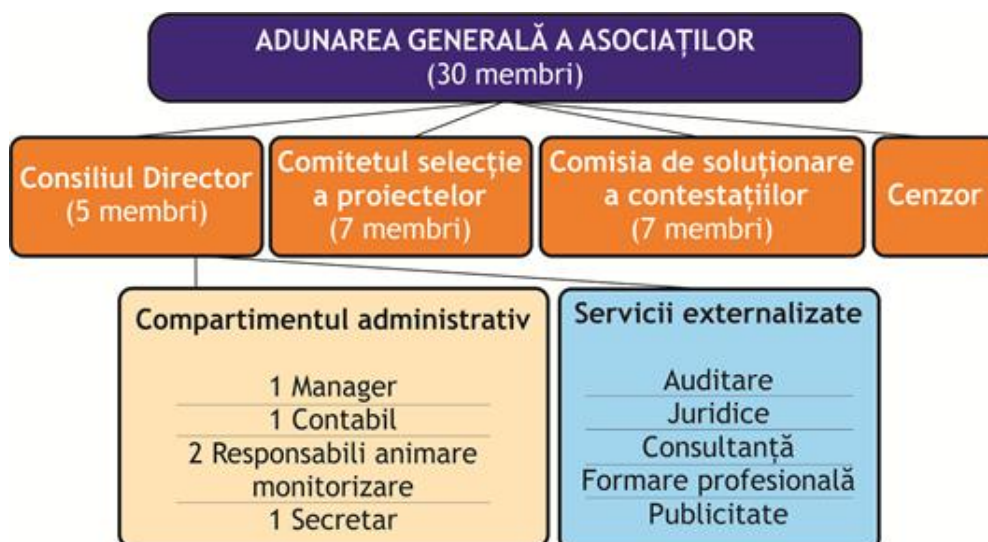 ADUNAREA GENERALĂ A ASOCIAȚILOR
(30 membri)
Consiliul Director
(5 membri)
Comitetul selecție
a proiectelor
(7 membri)
Comisia de soluționare
a contestațiilor
(7 membri)
Cenzor
Compartimentul administrativ
1 Manager
1 Contabil
2 Responsabili animare
monitorizare
1 Secretar
Servicii externalizate
Auditare
Juridice
Consultanță
Formare profesională
Publicitate